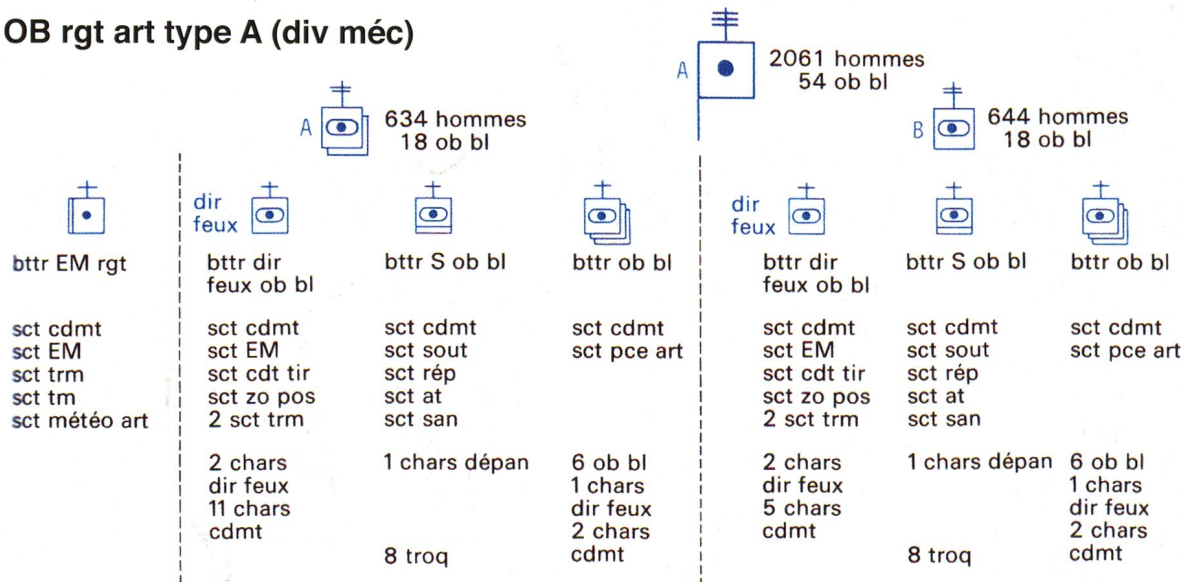 OB rgt art type A (div méc)
A
2061 hommes
54 ob bl
A
634 hommes
18 ob bl
B
644 hommes
18 ob bl
bttr EM rgt
sct cdmt
sct EM
sct trm
sct tm
sct météo art
dir
feux
bttr dir
feux ob bl
sct cdmt
sct EM
sct cdt tir
sct zo pos
2 sct trm
2 chars
dir feux
11 chars
cdmt
bttr S ob bl
sct cdmt
sct sout
sct rép
sct at
sct san
1 chars dépan
8 troq
bttr ob bl
sct cdmt
sct pce art
6 ob bl
1 chars
dir feux
2 chars
cdmt
dir
feux
bttr dir
feux ob bl
sct cdmt
sct EM
sct cdt tir
sct zo pos
2 sct trm
2 chars
dir feux
5 chars
cdmt
bttr S ob bl
sct cdmt
sct sout
sct rép
sct at
sct san
1 chars dépan
8 troq
bttr ob bl
sct cdmt
sct pce art
6 ob bl
1 chars
dir feux
2 chars
cdmt